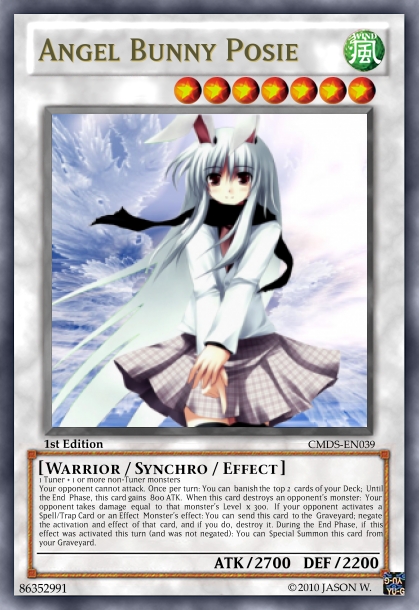 ANGEL BUNNY POSIE
WIND
風
1st Edition
CMDS-EN039
[WARRIOR / SYNCHRO / EFFECT]
1 Tuner + 1 or more non-Tuner monsters
Your opponent cannot attack. Once per turn: You can banish the top 2 cards of your Deck; Until
the End Phase, this card gains 800 ATK. When this card destroys an opponent's monster: Your
opponent takes damage equal to that monster's Level x 300. If your opponent activates a
Spell/Trap Card or an Effect Monster's effect: You can send this card to the Graveyard; negate
the activation and effect of that card, and if you do, destroy it. During the End Phase, if this
effect was activated this turn (and was not negated): You can Special Summon this card from
your Graveyard.
ATK/2700 DEF/2200
86352991
©2010 JASON W.
YU-G